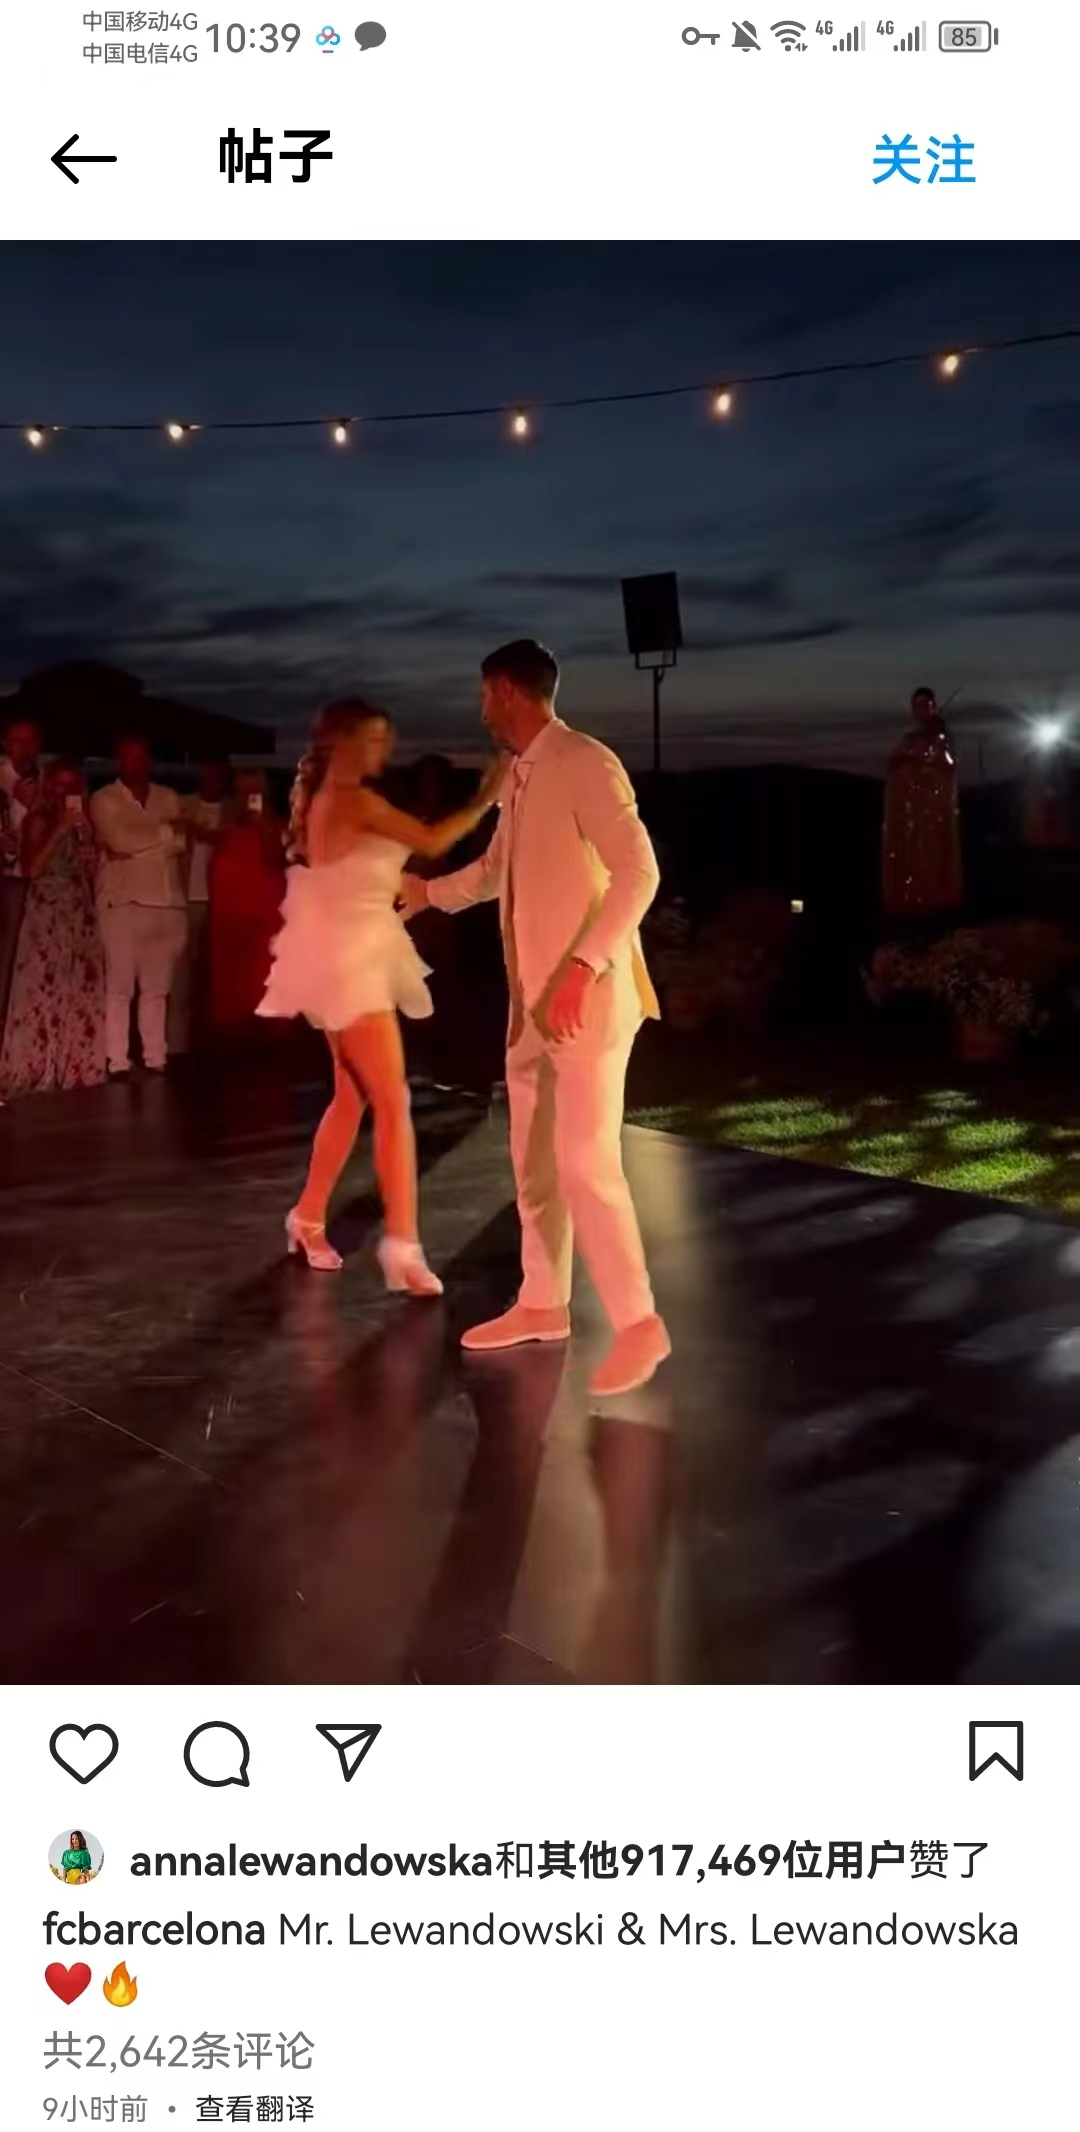 中国移动4G
中国电信4G
10:39
4G
4G
85
帖子
关注
annalewandowska和其他917,469位用户赞了
fcbarcelona Mr. Lewandowski & Mrs. Lewandowska
❤️🔥
共2,642条评论
9小时前 • 查看翻译